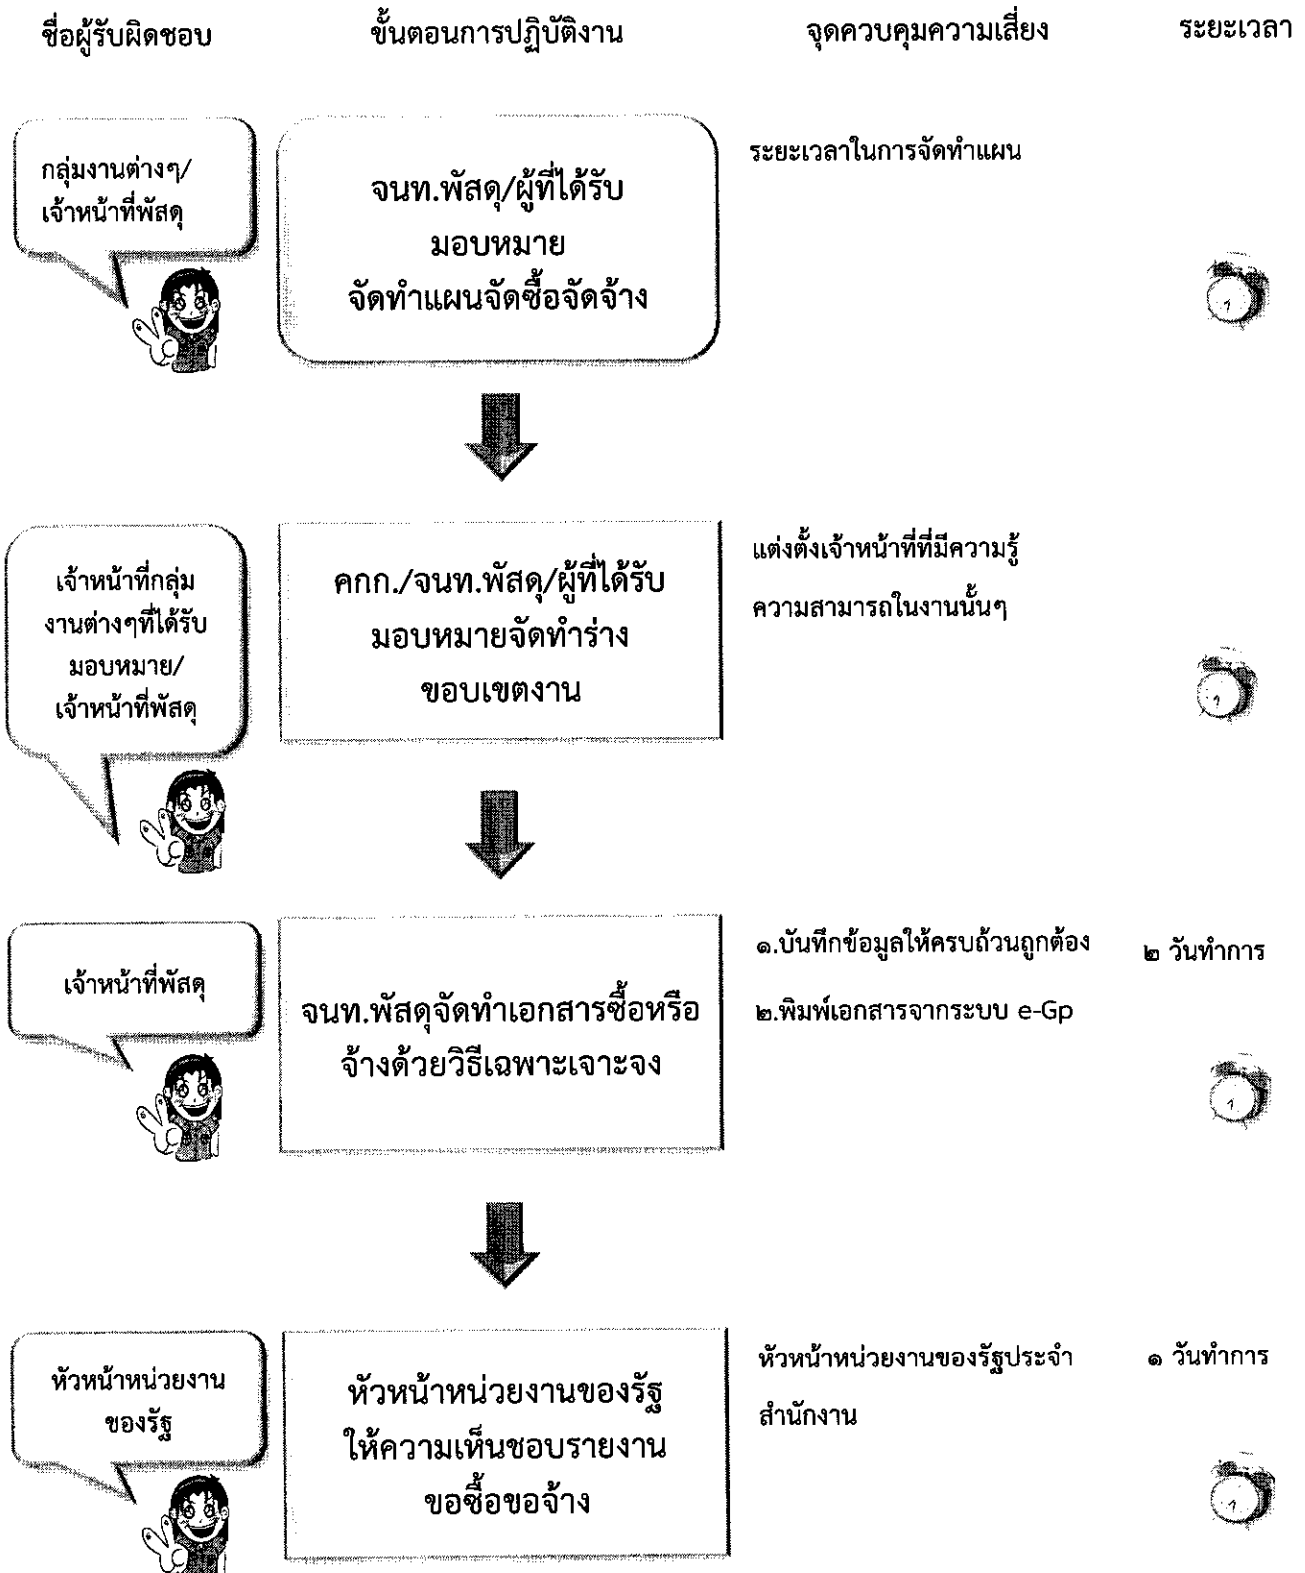 ชื่อผู้รับผิดชอบ ขั้นตอนการปฏิบัติงาน จุดควบคุมความเสี่ยง ระยะเวลา
กลุ่มงานต่างๆ/
เจ้าหน้าที่พัสดุ
จนท.พัสดุ/ผู้ที่ได้รับ
มอบหมาย
จัดทำแผนจัดซื้อจัดจ้าง
ระยะเวลาในการจัดทำแผน
เจ้าหน้าที่กลุ่ม
งานต่างๆที่ได้รับ
มอบหมาย/
เจ้าหน้าที่พัสดุ
คกก./จนท.พัสดุ/ผู้ที่ได้รับ
มอบหมายจัดทำร่าง
ขอบเขตงาน
แต่งตั้งเจ้าหน้าที่ที่มีความรู้
ความสามารถในงานนั้นๆ
เจ้าหน้าที่พัสดุ
จนท.พัสดุจัดทำเอกสารซื้อหรือ
จ้างด้วยวิธีเฉพาะเจาะจง
๑.บันทึกข้อมูลให้ครบถ้วนถูกต้อง
๒.พิมพ์เอกสารจากระบบ e-Gp
๒ วันทำการ
หัวหน้าหน่วยงาน
ของรัฐ
หัวหน้าหน่วยงานของรัฐ
ให้ความเห็นชอบรายงาน
ขอซื้อขอจ้าง
หัวหน้าหน่วยงานของรัฐประจำ
สำนักงาน
๑ วันทำการ